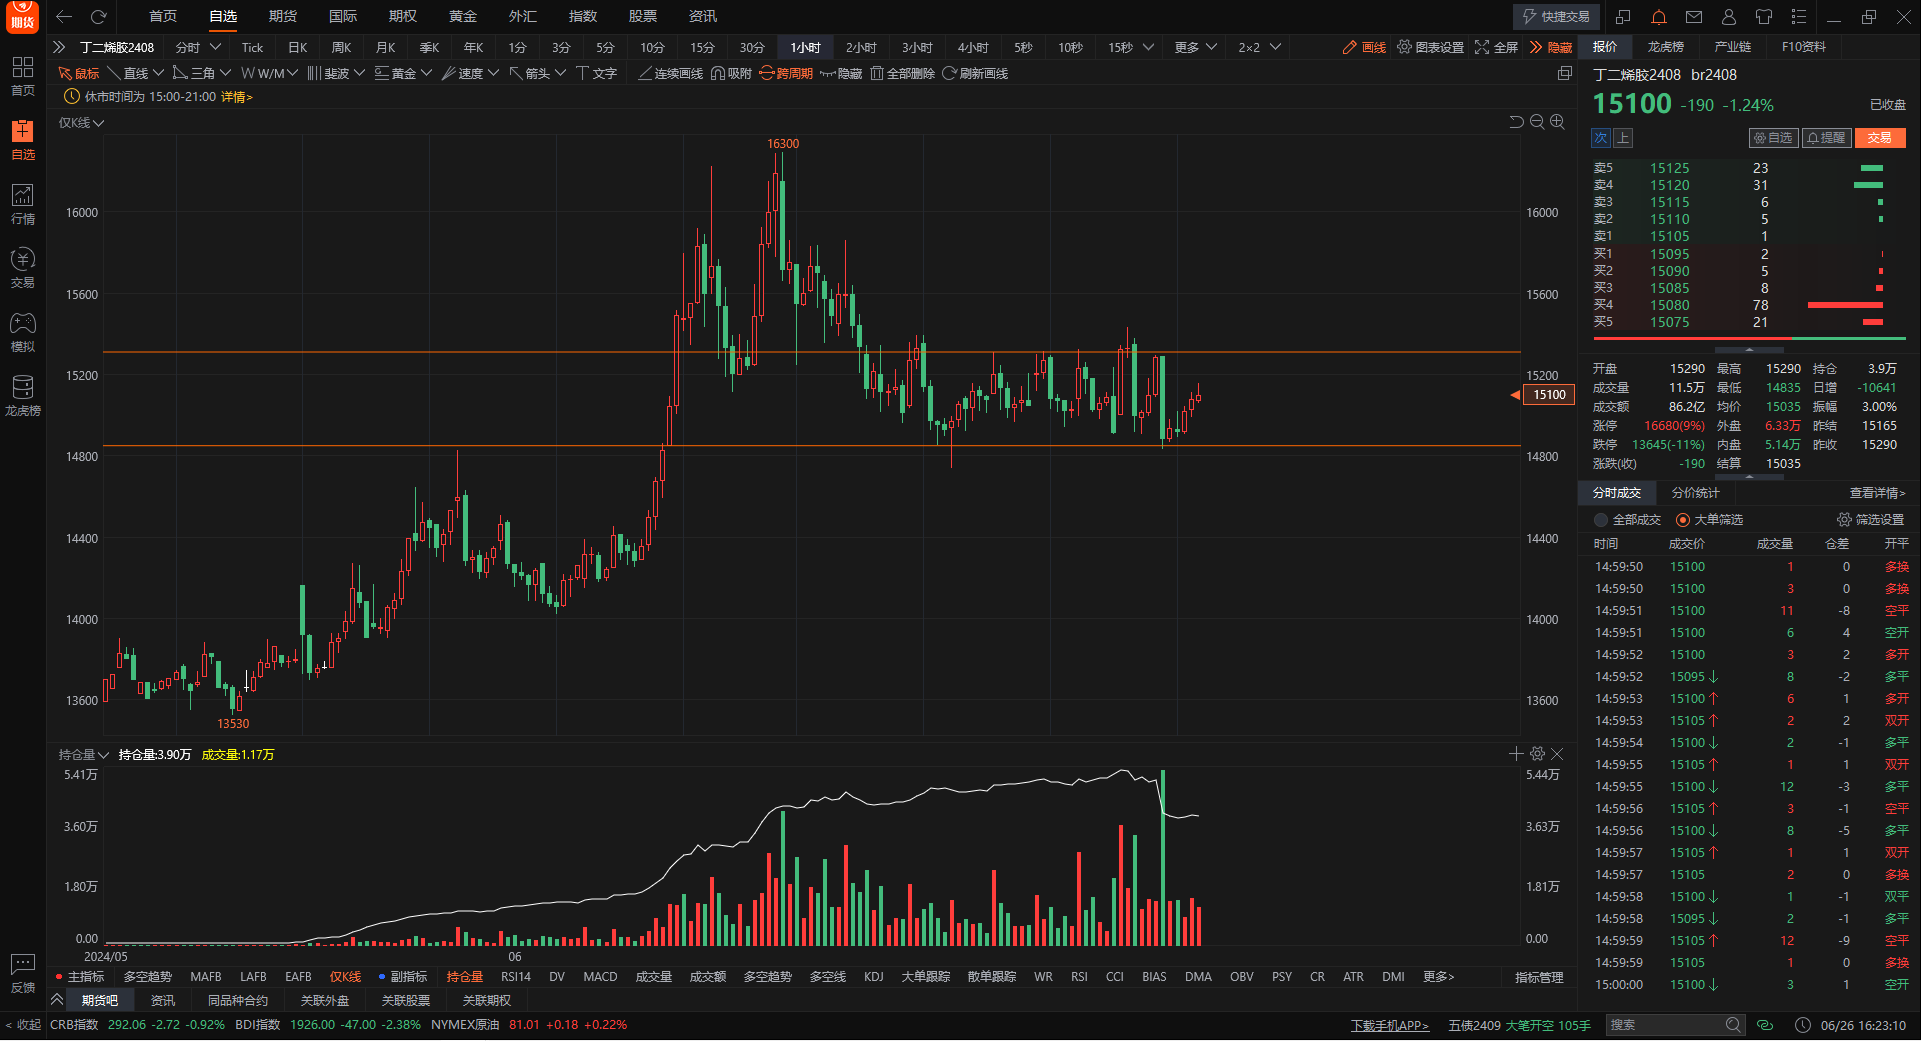 期货
首页 自选 期货 国际 期权 黄金 外汇 指数 股票 资讯 快捷交易
丁二烯胶2408 分时 Tick 日K 周K 月K 季K 年K 1分 3分 5分 10分 15分 30分 1小时 2小时 3小时 4小时 5秒 10秒 15秒 更多 2×2 画线 图表设置 全屏 隐藏
鼠标 直线 三角 W/M 斐波 黄金 速度 箭头 文字 连续画线 吸附 跨周期 隐藏 全部删除 刷新画线
休市时间为 15:00-21:00 详情>
仅K线
首页
自选
行情
交易
模拟
龙虎榜
反馈
< 收起
16300
16000 16000
15600 15600
15200 15200
15100
14800 14800
14400 14400
14000 14000
13600 13600
13530
持仓量 持仓量:3.90万 成交量:1.17万
5.41万 5.44万
3.60万 3.63万
1.80万 1.81万
0.00 0.00
2024/05 06
主指标 多空趋势 MAFB LAFB EAFB 仅K线 副指标 持仓量 RSI14 DV MACD 成交量 成交额 多空趋势 多空线 KDJ 大单跟踪 散单跟踪 WR RSI CCI BIAS DMA OBV PSY CR ATR DMI 更多> 指标管理
期货吧 资讯 同品种合约 关联外盘 关联股票 关联期权
CRB指数 292.06 -2.72 -0.92% BDI指数 1926.00 -47.00 -2.38% NYMEX原油 81.01 +0.18 +0.22% 下载手机APP> 五债2409 大笔开空 105手 搜索 06/26 16:23:10
报价 龙虎榜 产业链 F10资料
丁二烯胶2408 br2408
15100 -190 -1.24% 已收盘
次 上 自选 提醒 交易
卖5 15125 23
卖4 15120 31
卖3 15115 6
卖2 15110 5
卖1 15105 1
买1 15095 2
买2 15090 5
买3 15085 8
买4 15080 78
买5 15075 21
开盘 15290 最高 15290 持仓 3.9万
成交量 11.5万 最低 14835 日增 -10641
成交额 86.2亿 均价 15035 振幅 3.00%
涨停 16680(9%) 外盘 6.33万 昨结 15165
跌停 13645(-11%) 内盘 5.14万 昨收 15290
涨跌(收) -190 结算 15035
分时成交 分价统计 查看详情>
全部成交 大单筛选 筛选设置
时间 成交价 成交量 仓差 开平
14:59:50 15100 1 0 多换
14:59:50 15100 3 0 多换
14:59:51 15100 11 -8 空平
14:59:51 15100 6 4 空开
14:59:52 15100 3 2 多开
14:59:52 15095↓ 8 -2 多平
14:59:53 15100↑ 6 1 多开
14:59:53 15105↑ 2 2 双开
14:59:54 15100↓ 2 -1 多平
14:59:55 15105↑ 1 1 双开
14:59:55 15100↓ 12 -3 多平
14:59:56 15105↑ 3 -1 空平
14:59:56 15100↓ 8 -5 多平
14:59:57 15105↑ 1 1 双开
14:59:57 15105 2 0 多换
14:59:58 15100↓ 1 -1 双平
14:59:58 15095↓ 2 -1 多平
14:59:59 15105↑ 12 -9 空平
14:59:59 15105 1 0 多换
15:00:00 15100↓ 3 1 空开